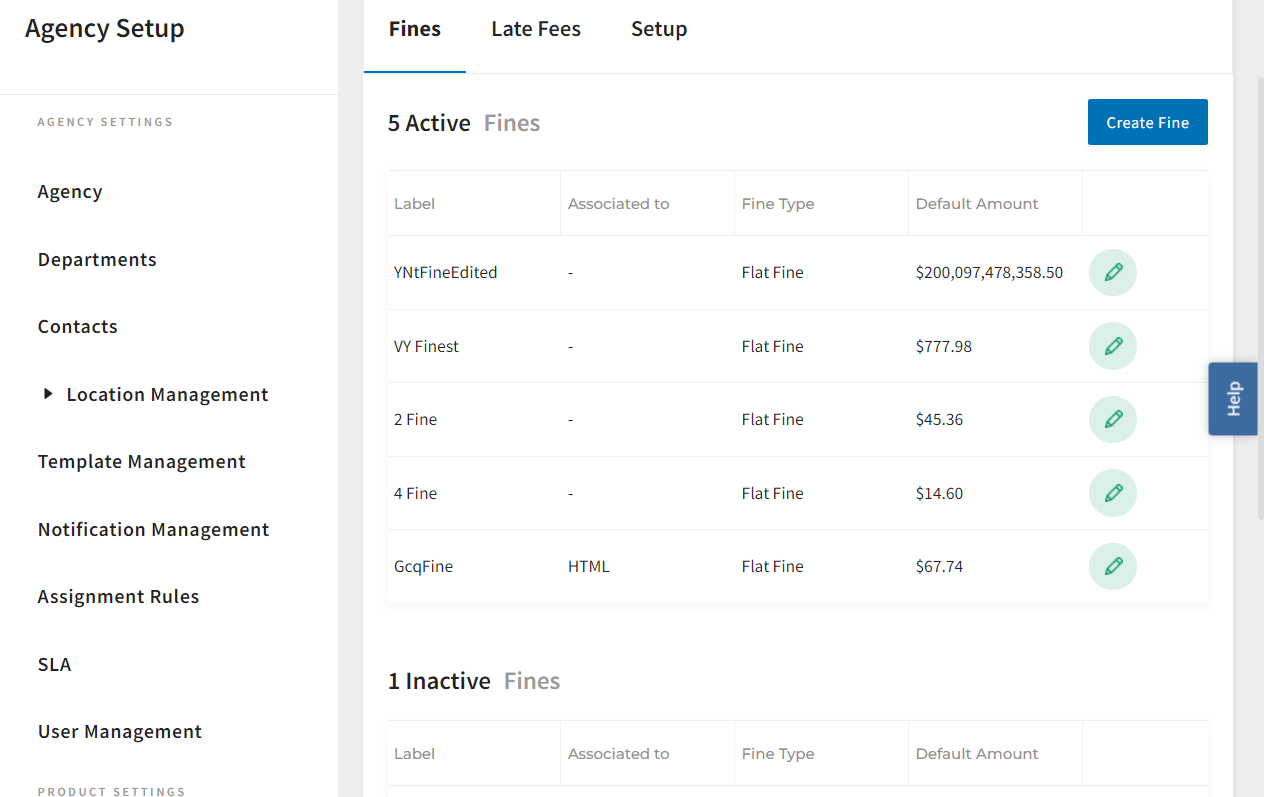 Agency Setup
AGENCY SETTINGS
Agency
Departments
Contacts
Location Management
Template Management
Notification Management
Assignment Rules
SLA
User Management
PRODUCT SETTINGS
Fines Late Fees Setup
5 Active Fines
Create Fine
Label Associated to Fine Type Default Amount
YNtFineEdited - Flat Fine $200,097,478,358.50
VY Finest - Flat Fine $777.98
2 Fine - Flat Fine $45.36
4 Fine - Flat Fine $14.60
GcqFine HTML Flat Fine $67.74
1 Inactive Fines
Label Associated to Fine Type Default Amount
Help